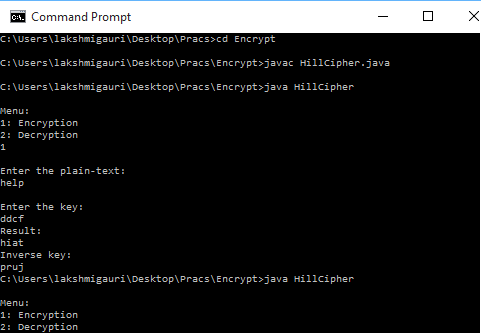 Command Prompt
C:\Users\lakshmigauri\Desktop\Pracs>cd Encrypt
C:\Users\lakshmigauri\Desktop\Pracs\Encrypt>javac HillCipher.java
C:\Users\lakshmigauri\Desktop\Pracs\Encrypt>java HillCipher
Menu:
1: Encryption
2: Decryption
1
Enter the plain-text:
help
Enter the key:
ddcf
Result:
hiat
Inverse key:
pruj
C:\Users\lakshmigauri\Desktop\Pracs\Encrypt>java HillCipher
Menu:
1: Encryption
2: Decryption